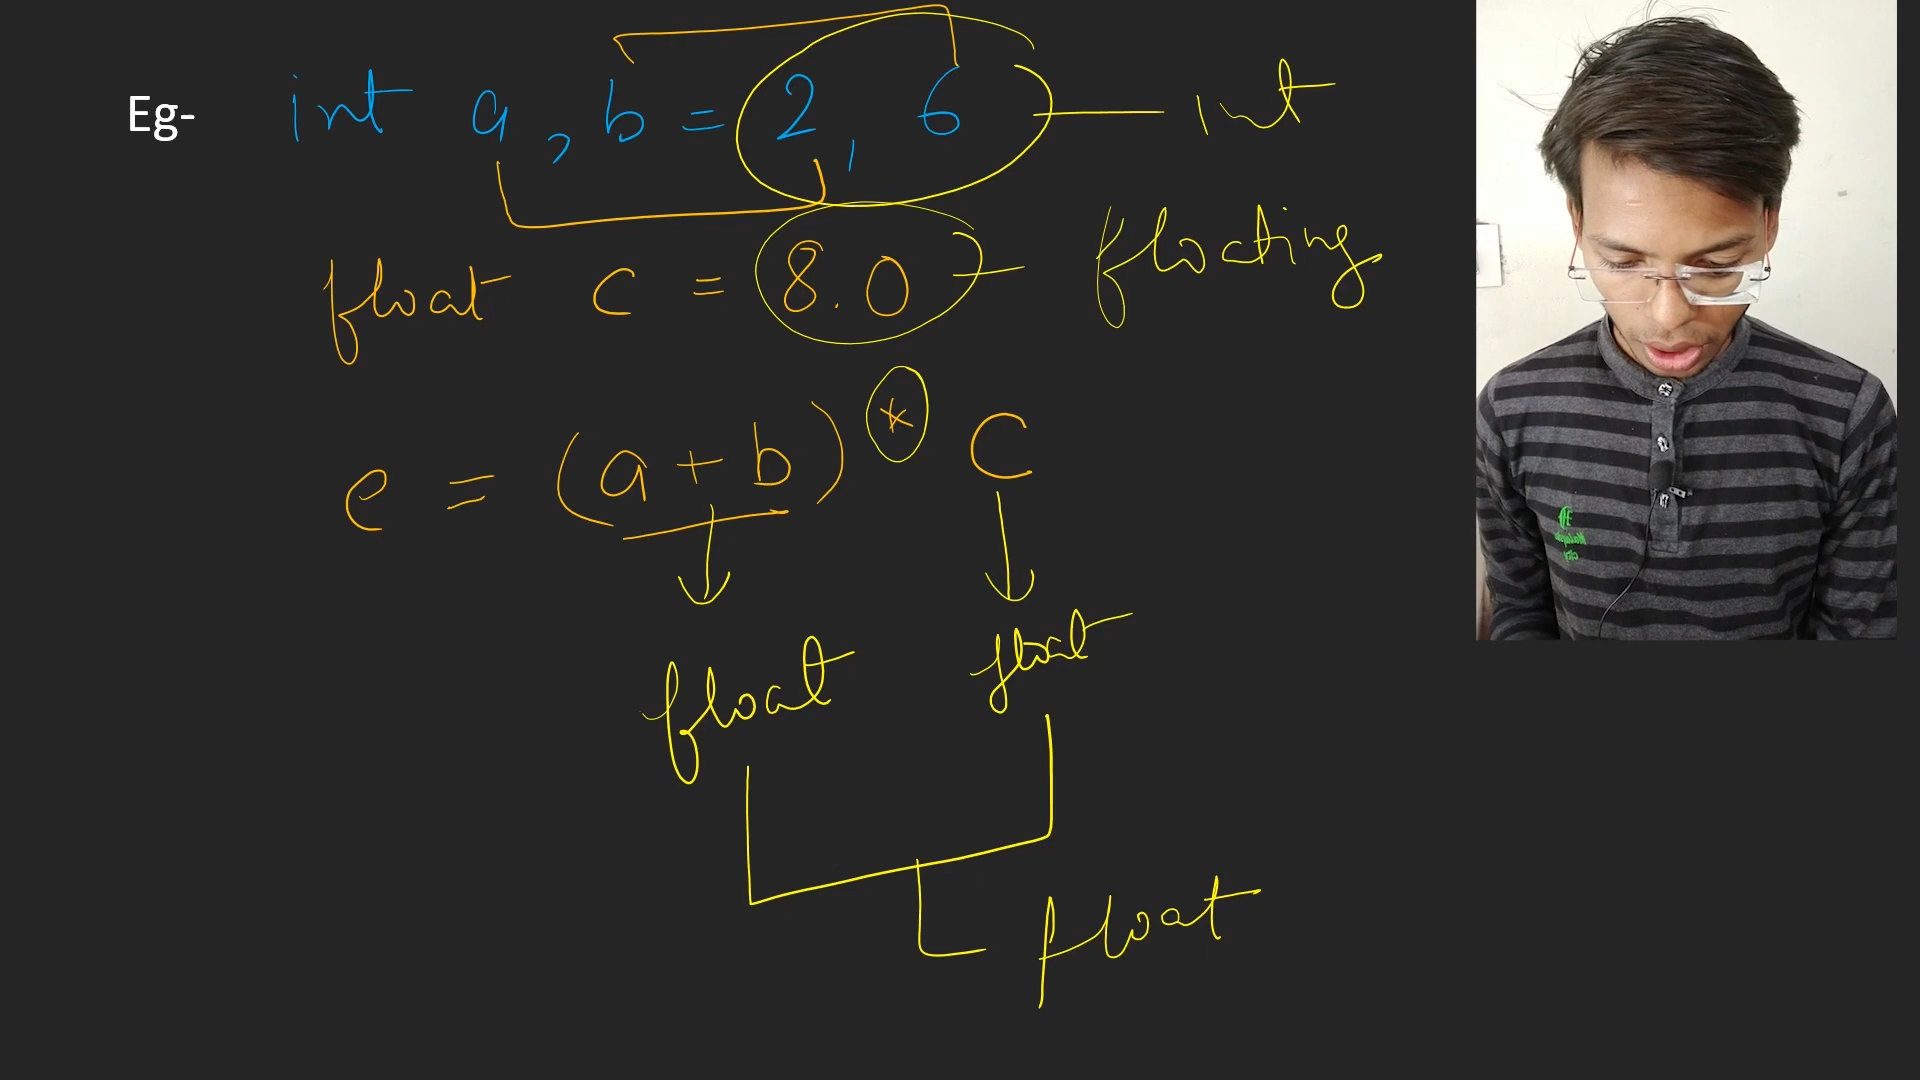 Eg- int a, b = 2, 6 — int
float c = 8.0 — floating
e = (a + b) * C
float float
float